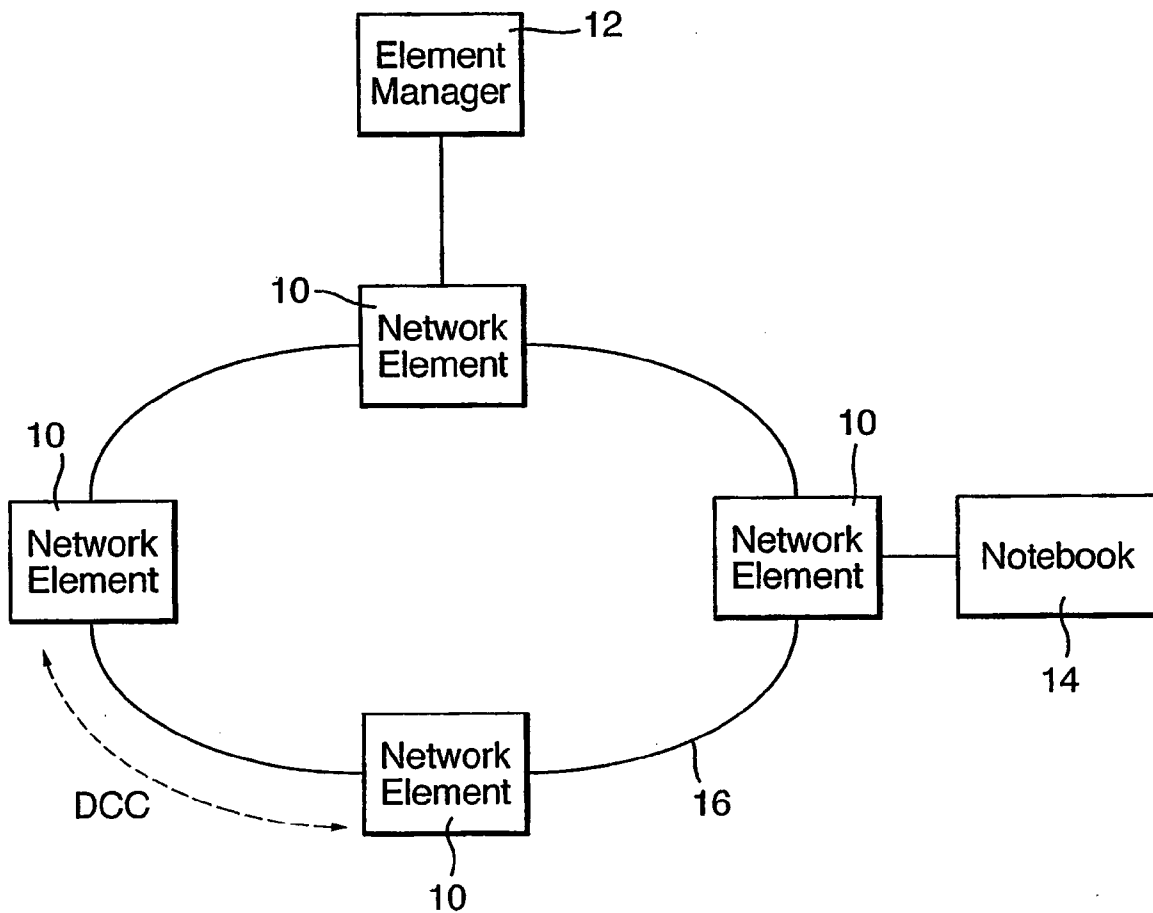 12
Element
Manager
10
Network
Element
10
Network
Element
10
Network
Element
Notebook
14
DCC
Network
Element
16
10